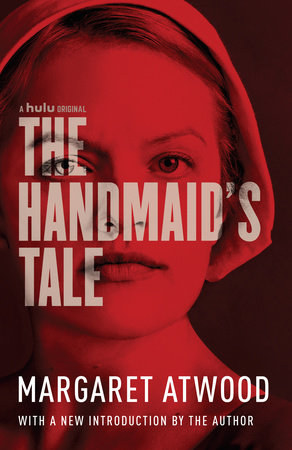 A hulu ORIGINAL
THE
HANDMAID'S
TALE
MARGARET ATWOOD
WITH A NEW INTRODUCTION BY THE AUTHOR